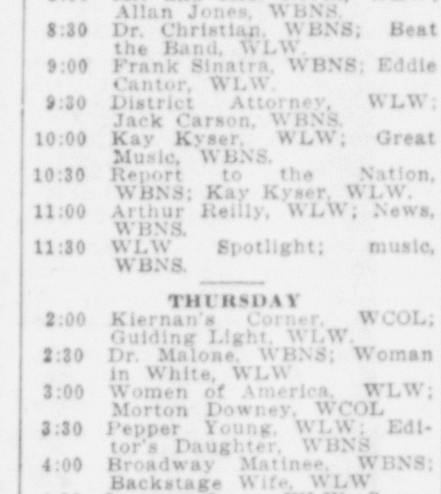 Allan Jones, WBNS.
8:30 Dr. Christian, WBNS; Beat
the Band, WLW.
9:00 Frank Sinatra, WBNS; Eddie
Cantor, WLW.
9:30 District Attorney, WLW;
Jack Carson, WBNS.
10:00 Kay Kyser, WLW; Great
Music, WBNS.
10:30 Report to the Nation,
WBNS; Kay Kyser, WLW.
11:00 Arthur Reilly, WLW; News,
WBNS.
11:30 WLW Spotlight; music,
WBNS.
THURSDAY
2:00 Kiernan's Corner, WCOL;
Guiding Light, WLW.
2:30 Dr. Malone, WBNS; Woman
in White, WLW
3:00 Women of America, WLW;
Morton Downey, WCOL
3:30 Pepper Young, WLW; Edi-
tor's Daughter, WBNS
4:00 Broadway Matinee, WBNS;
Backstage Wife, WLW